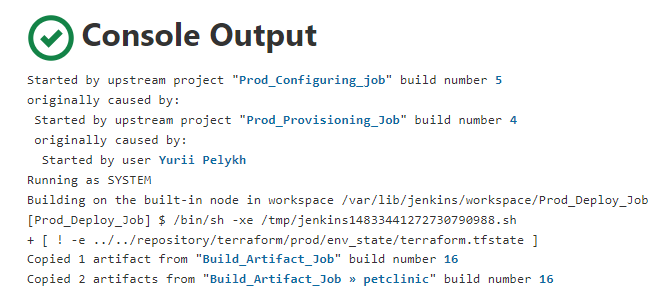 Console Output
Started by upstream project "Prod_Configuring_job" build number 5
originally caused by:
Started by upstream project "Prod_Provisioning_Job" build number 4
originally caused by:
Started by user Yurii Pelykh
Running as SYSTEM
Building on the built-in node in workspace /var/lib/jenkins/workspace/Prod_Deploy_Job
[Prod_Deploy_Job] $ /bin/sh -xe /tmp/jenkins14833441272730790988.sh
+ [ ! -e ../../repository/terraform/prod/env_state/terraform.tfstate ]
Copied 1 artifact from "Build_Artifact_Job" build number 16
Copied 2 artifacts from "Build_Artifact_Job » petclinic" build number 16